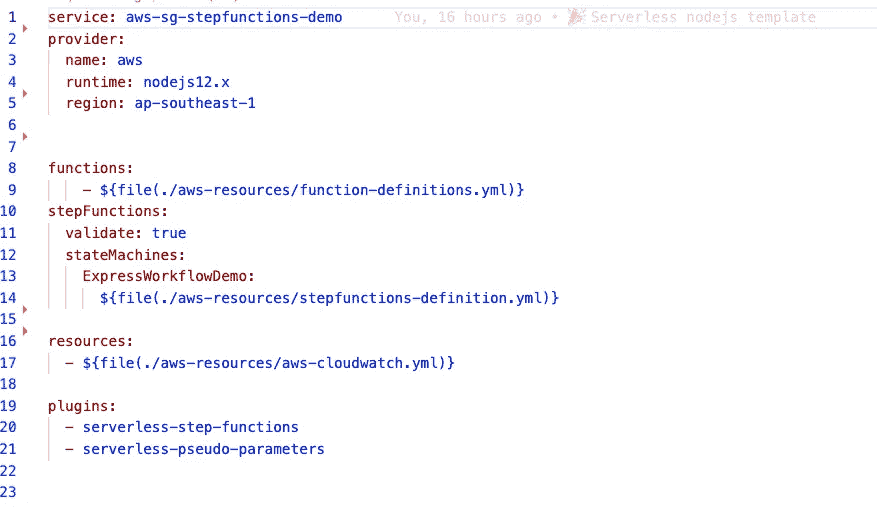 1 service: aws-sg-stepfunctions-demo You, 16 hours ago • 🎉 Serverless nodejs template
2 provider:
3 name: aws
4 runtime: nodejs12.x
5 region: ap-southeast-1
6
7
8 functions:
9 - ${file(./aws-resources/function-definitions.yml)}
10 stepFunctions:
11 validate: true
12 stateMachines:
13 ExpressWorkflowDemo:
14 ${file(./aws-resources/stepfunctions-definition.yml)}
15
16 resources:
17 - ${file(./aws-resources/aws-cloudwatch.yml)}
18
19 plugins:
20 - serverless-step-functions
21 - serverless-pseudo-parameters
22
23